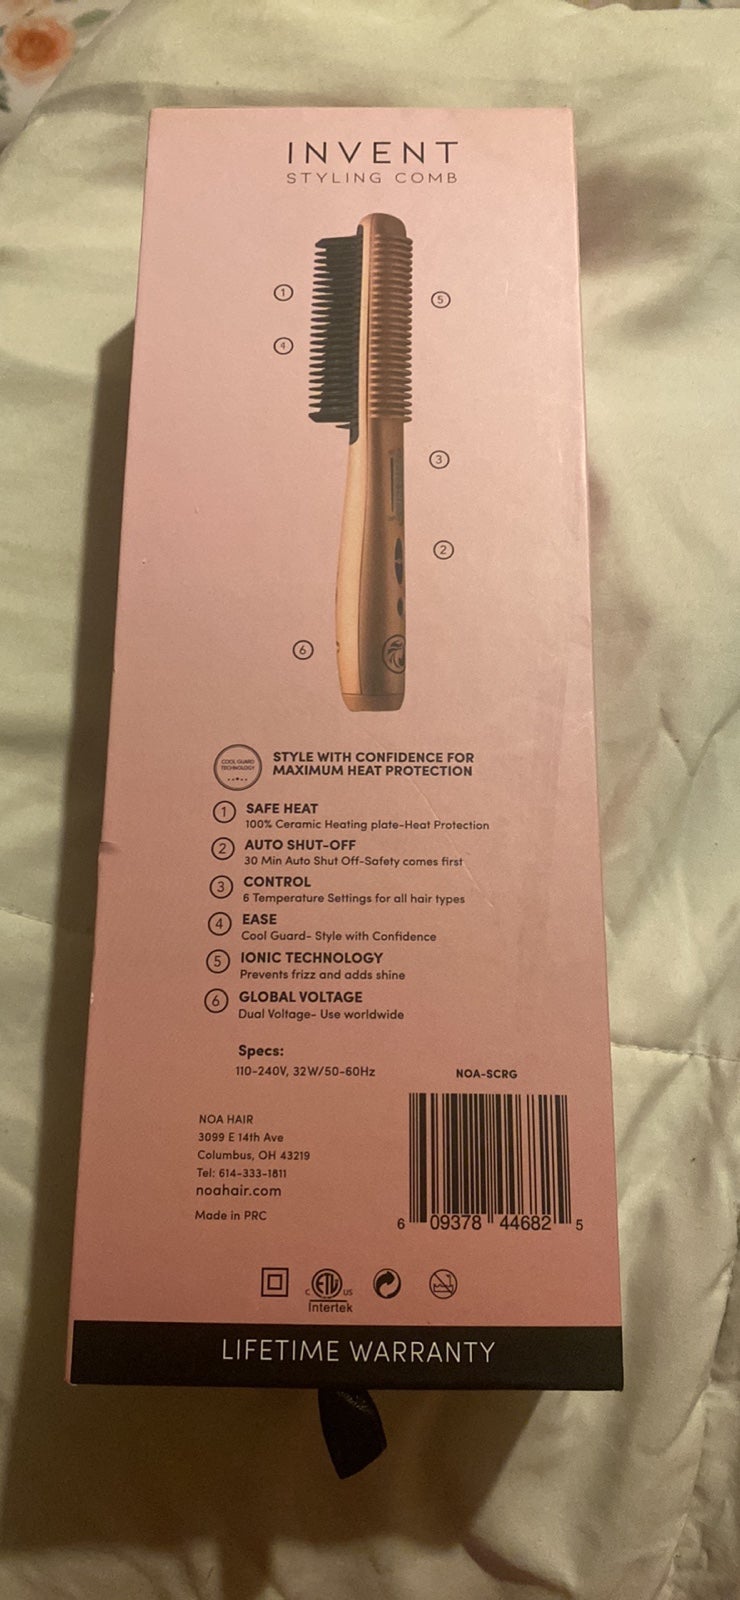 INVENT
STYLING COMB
1
5
4
3
2
6
COOL GUARD
TECHNOLOGY
STYLE WITH CONFIDENCE FOR
MAXIMUM HEAT PROTECTION
1 SAFE HEAT
100% Ceramic Heating plate-Heat Protection
2 AUTO SHUT-OFF
30 Min Auto Shut Off-Safety comes first
3 CONTROL
6 Temperature Settings for all hair types
4 EASE
Cool Guard- Style with Confidence
5 IONIC TECHNOLOGY
Prevents frizz and adds shine
6 GLOBAL VOLTAGE
Dual Voltage- Use worldwide
Specs:
110-240V, 32W/50-60Hz
NOA-SCRG
NOA HAIR
3099 E 14th Ave
Columbus, OH 43219
Tel: 614-333-1811
noahair.com
Made in PRC
6 09378 44682 5
C ETL US
Intertek
LIFETIME WARRANTY